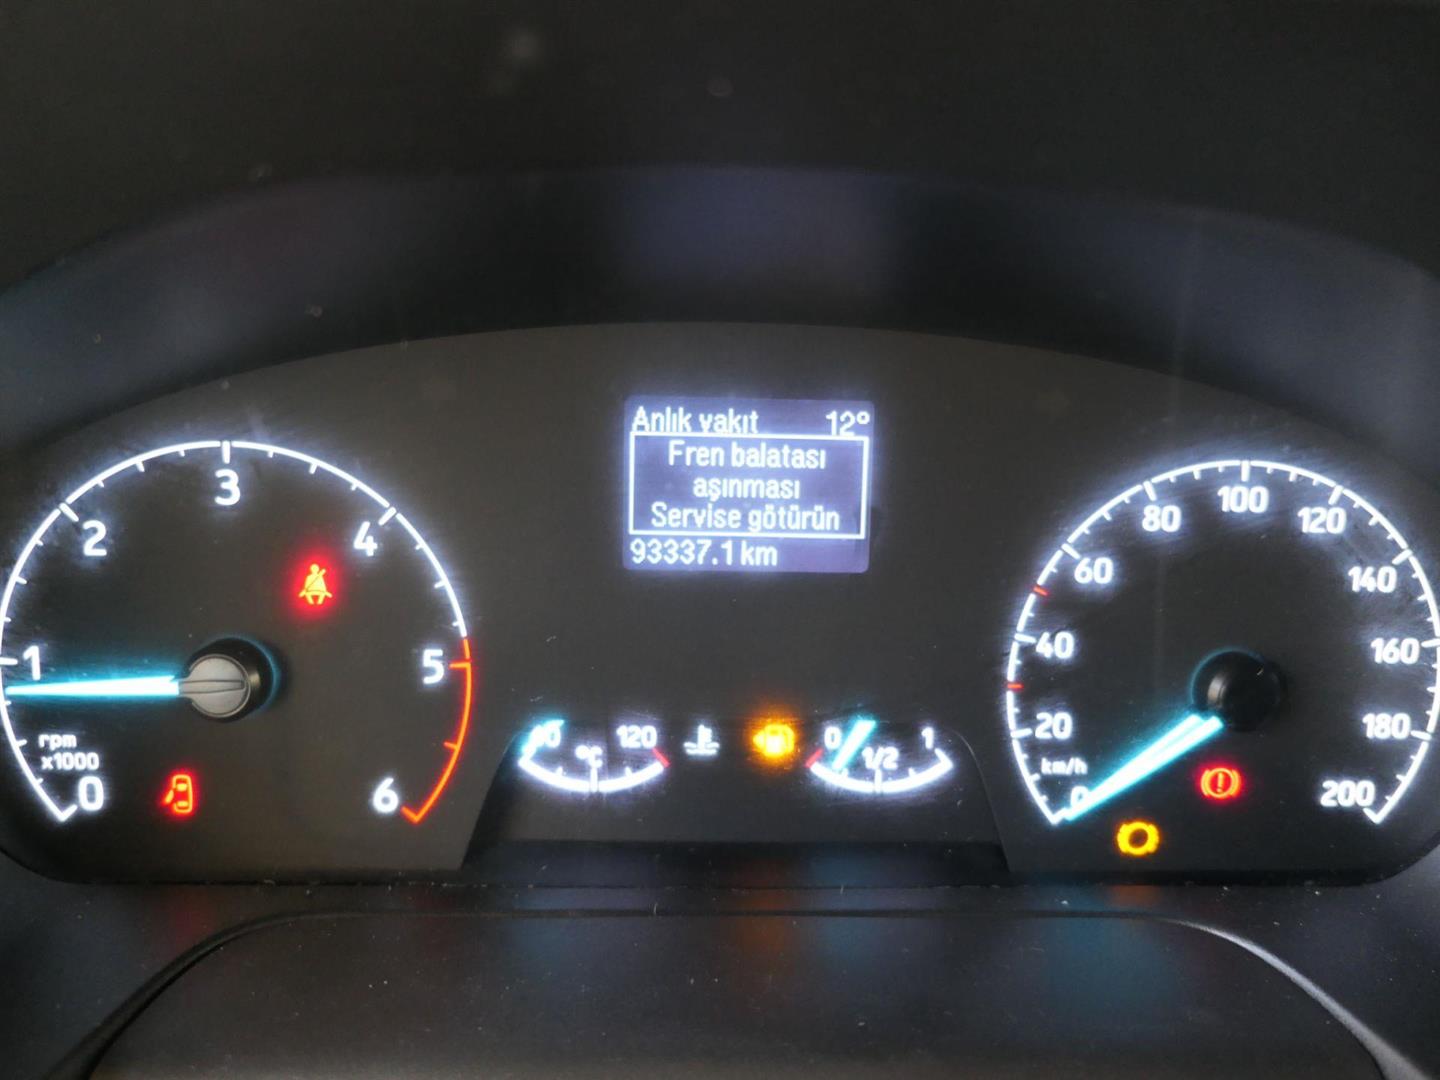 Anlık yakıt 12°
Fren balatası
aşınması
Servise götürün
93337.1 km
0 1 2 3 4 5 6
rpm
x1000
120
°C
0 1/2 1
0 20 40 60 80 100 120 140 160 180 200
km/h